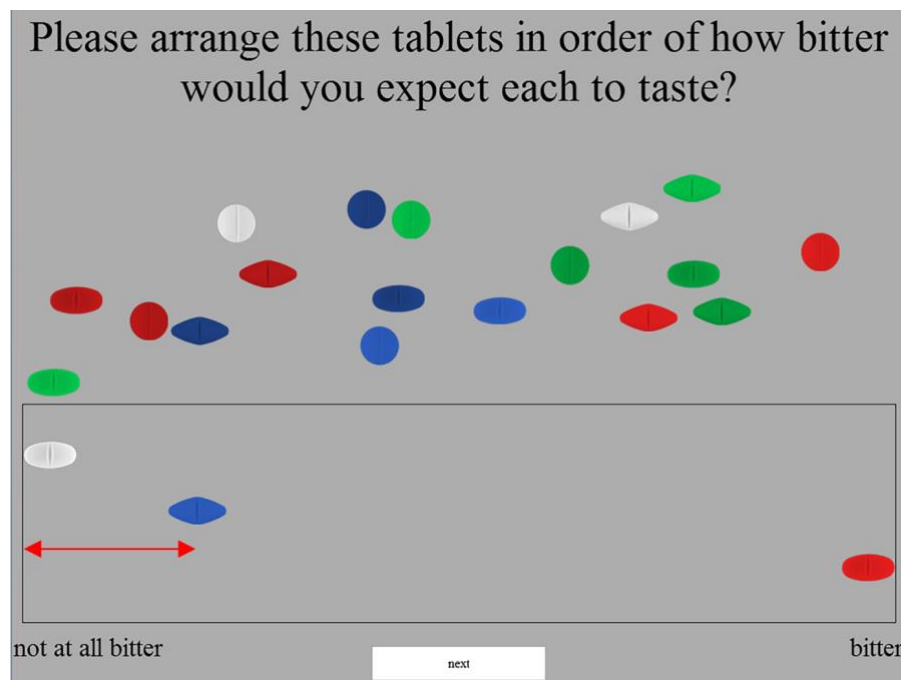 Please arrange these tablets in order of how bitter
would you expect each to taste?
not at all bitter
bitter
next